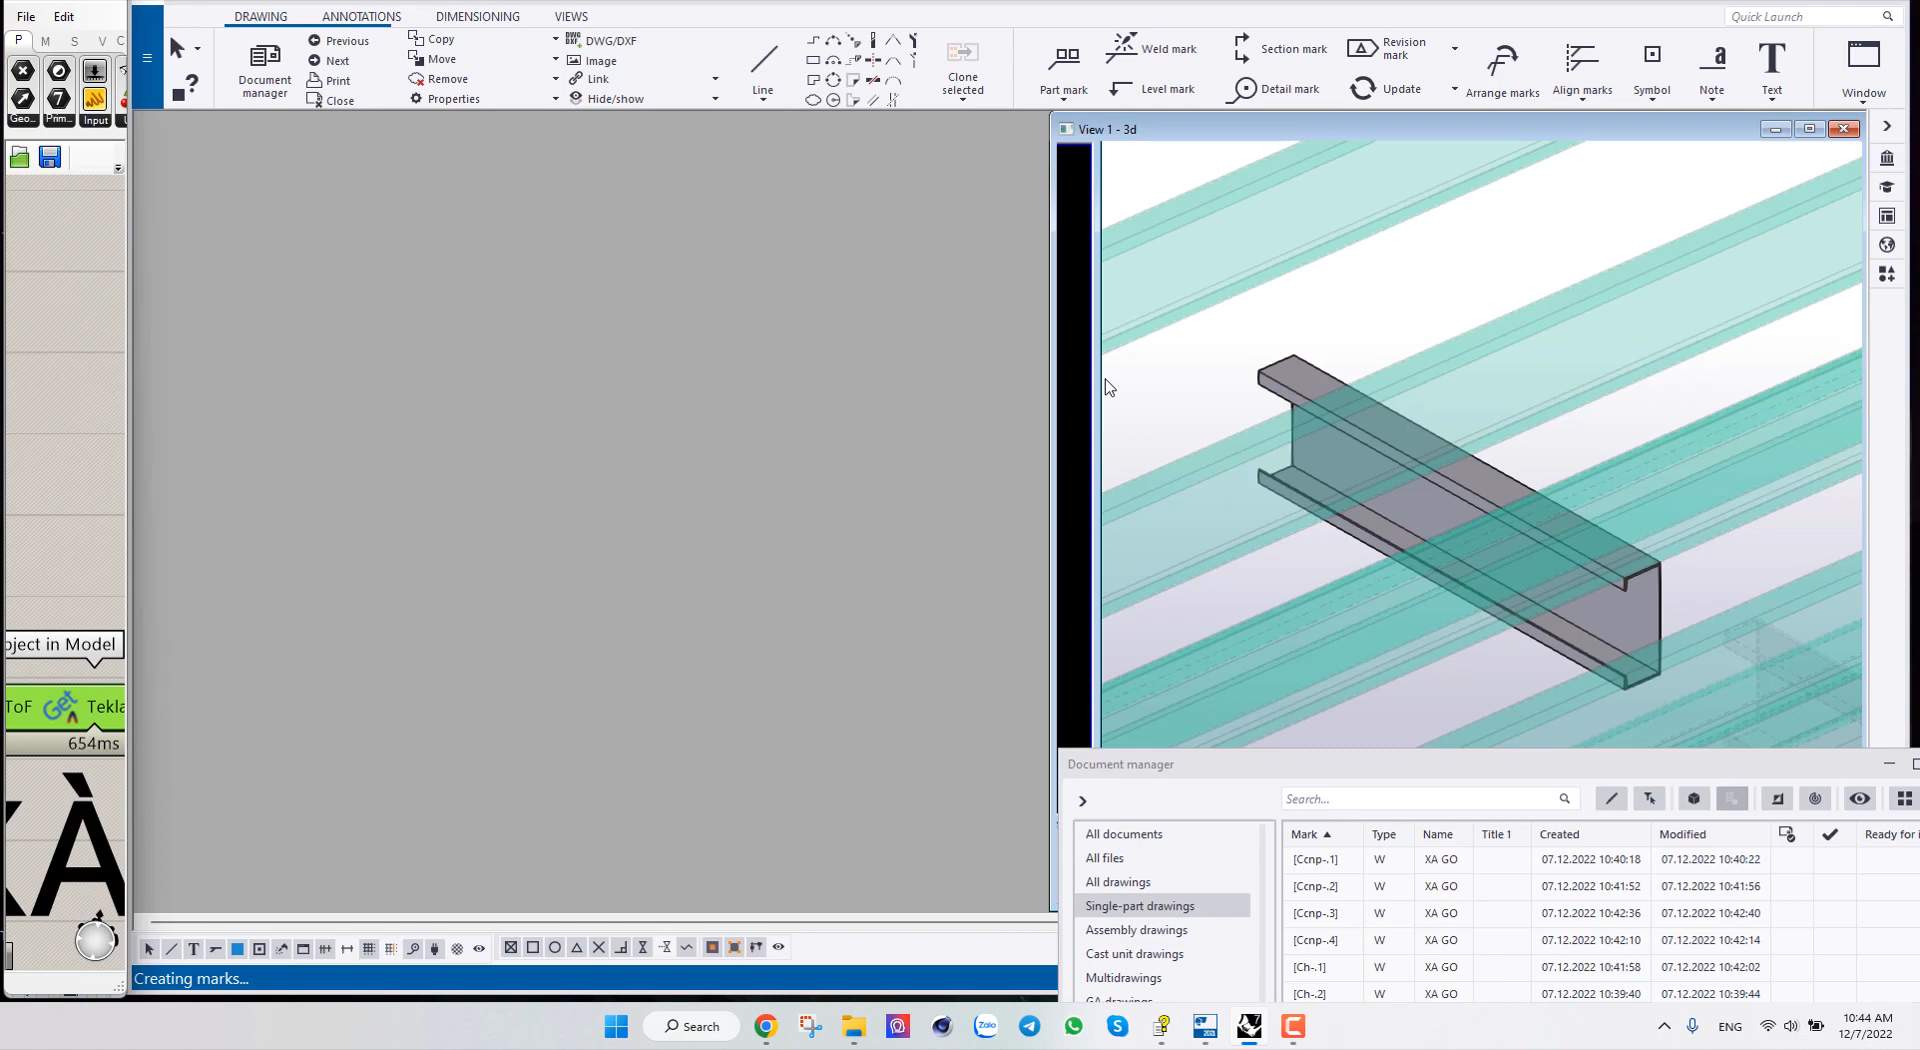 File Edit
P M S V C
Geo... Prim... Input
DRAWING ANNOTATIONS DIMENSIONING VIEWS
Quick Launch
Document manager
Previous
Next
Print
Close
Copy
Move
Remove
Properties
DWG/DXF
Image
Link
Hide/show
Line
Clone selected
Part mark
Weld mark
Level mark
Section mark
Detail mark
Revision mark
Update
Arrange marks
Align marks
Symbol
Note
Text
Window
View 1 - 3d
bject in Model
ToF Get Tekla
654ms
XÀ
Document manager
Search...
All documents
All files
All drawings
Single-part drawings
Assembly drawings
Cast unit drawings
Multidrawings
GA drawings
Mark Type Name Title 1 Created Modified Ready for i
[Ccnp-.1] W XA GO 07.12.2022 10:40:18 07.12.2022 10:40:22
[Ccnp-.2] W XA GO 07.12.2022 10:41:52 07.12.2022 10:41:56
[Ccnp-.3] W XA GO 07.12.2022 10:42:36 07.12.2022 10:42:40
[Ccnp-.4] W XA GO 07.12.2022 10:42:10 07.12.2022 10:42:14
[Ch-.1] W XA GO 07.12.2022 10:41:58 07.12.2022 10:42:02
[Ch-.2] W XA GO 07.12.2022 10:39:40 07.12.2022 10:39:44
Creating marks...
Search
Zalo
ENG
10:44 AM
12/7/2022